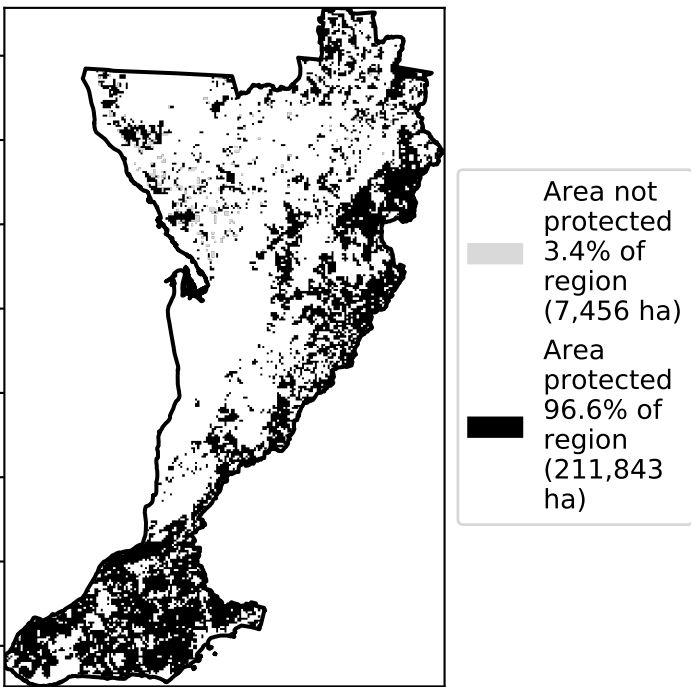 Area not
protected
3.4% of
region
(7,456 ha)
Area
protected
96.6% of
region
(211,843
ha)